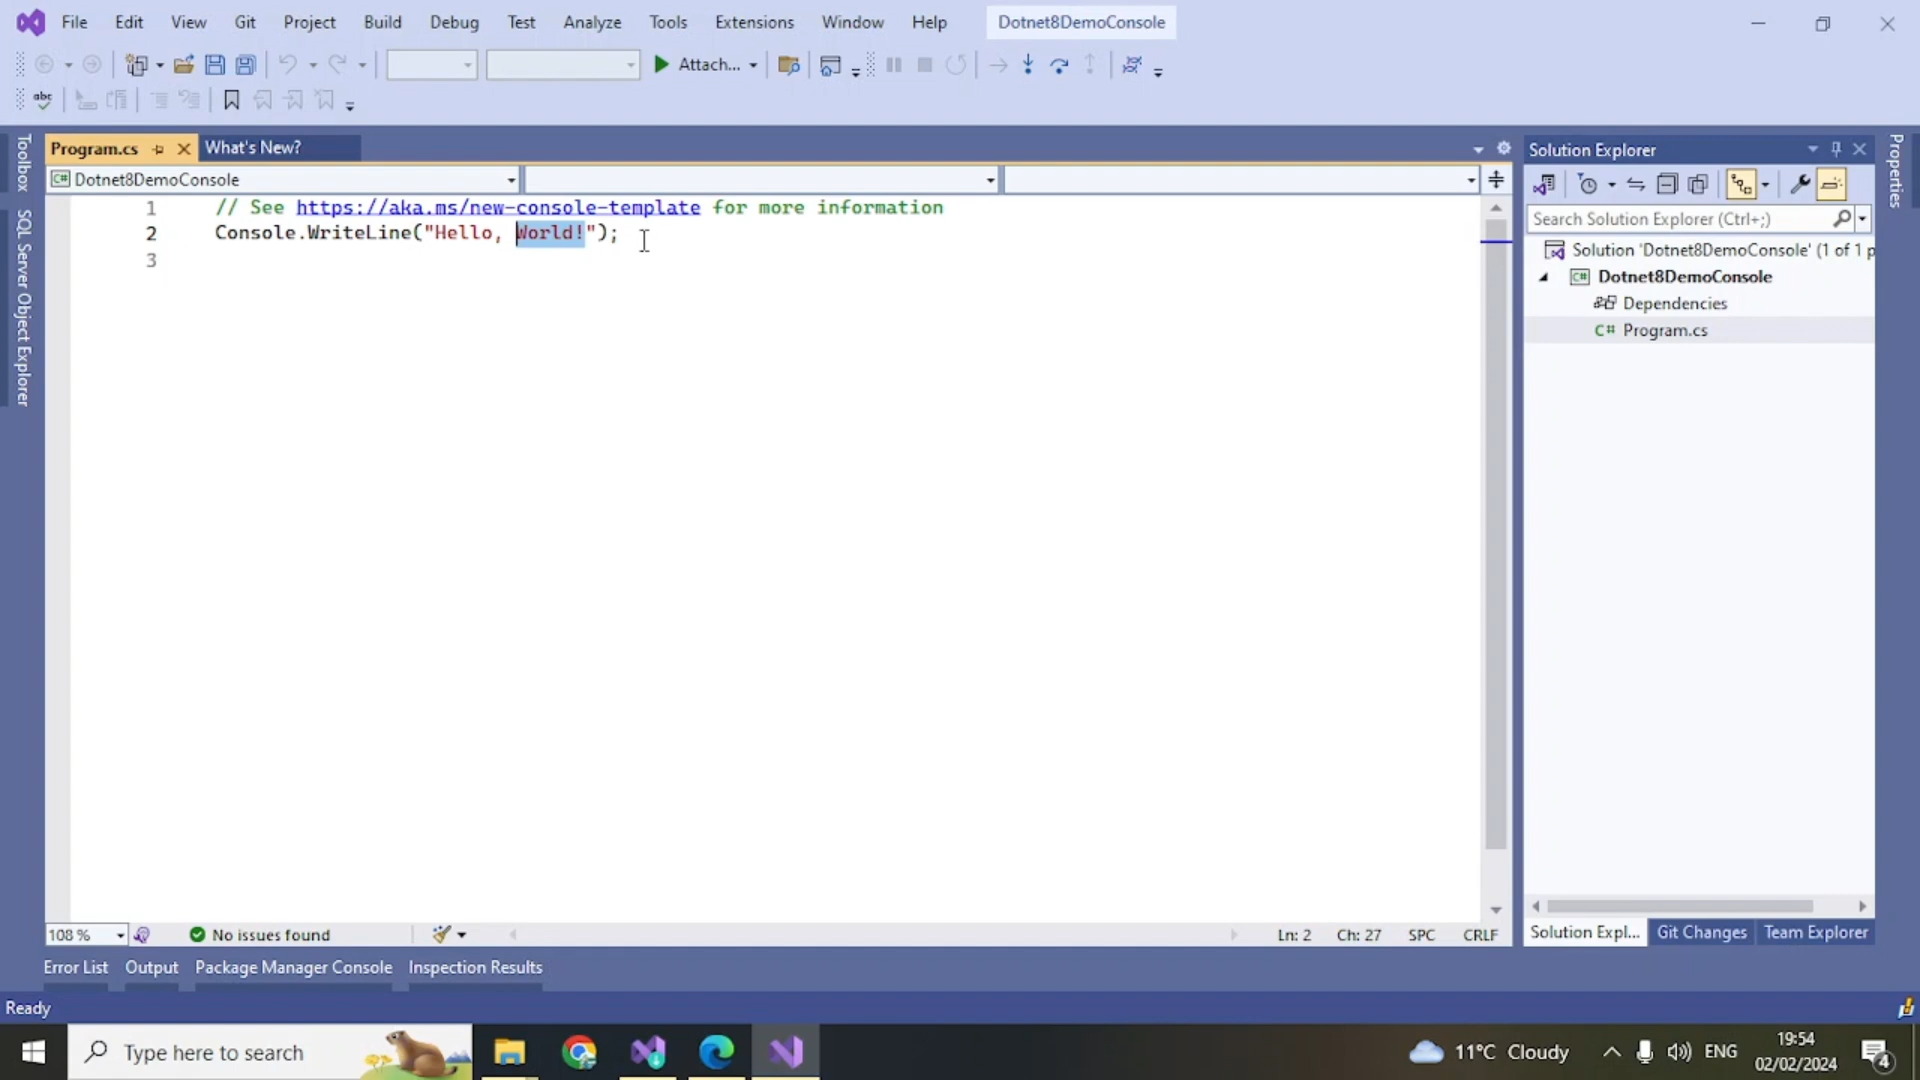 File Edit View Git Project Build Debug Test Analyze Tools Extensions Window Help Dotnet8DemoConsole
Attach...
abc
Toolbox
SQL Server Object Explorer
Program.cs What's New?
C# Dotnet8DemoConsole
1 // See https://aka.ms/new-console-template for more information
2 Console.WriteLine("Hello, World!");
3
Solution Explorer
Search Solution Explorer (Ctrl+;)
Solution 'Dotnet8DemoConsole' (1 of 1 p
C# Dotnet8DemoConsole
Dependencies
C# Program.cs
Properties
108 % No issues found Ln: 2 Ch: 27 SPC CRLF
Solution Expl... Git Changes Team Explorer
Error List Output Package Manager Console Inspection Results
Ready
Type here to search
11°C Cloudy
ENG
19:54
02/02/2024
4